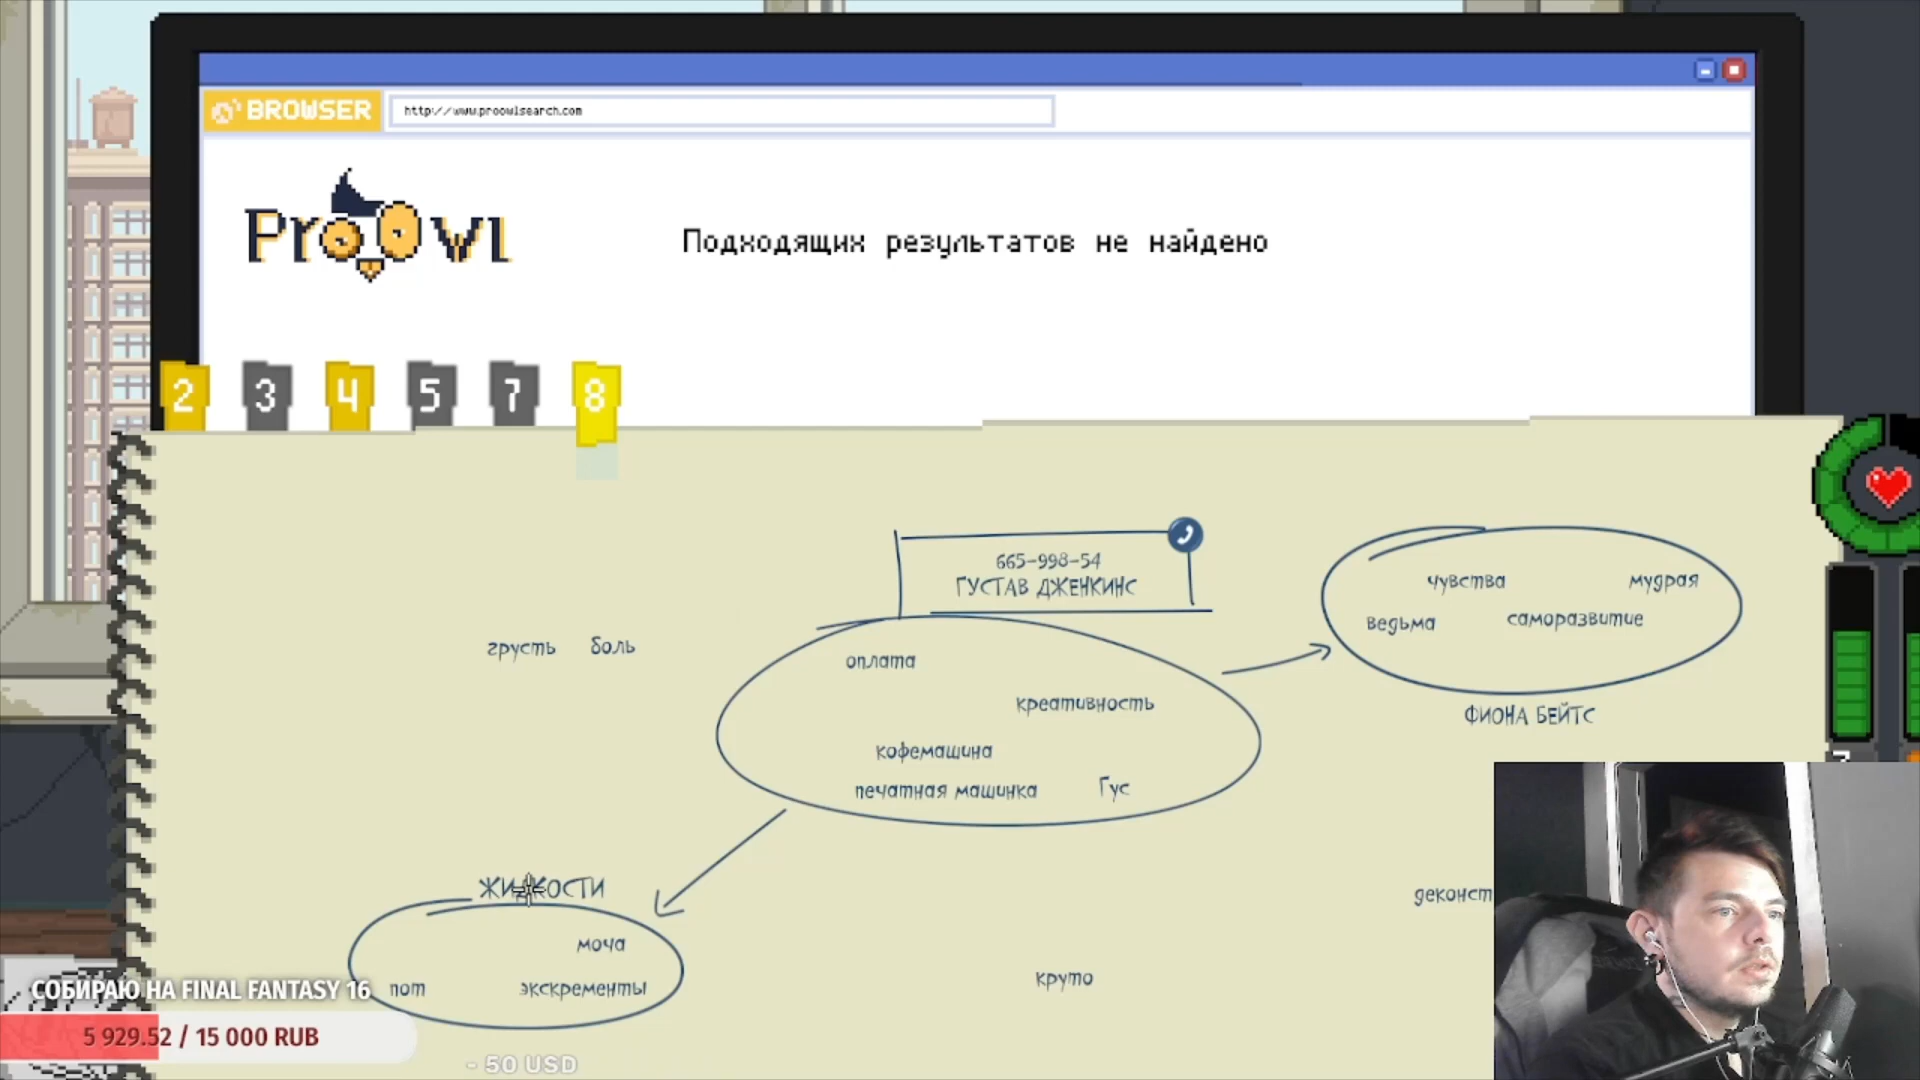 BROWSER
http://www.proowlsearch.com
PrOOwl
Подходящих результатов не найдено
2 3 4 5 7 8
665-998-54
ГУСТАВ ДЖЕНКИНС
чувства мудрая
ведьма саморазвитие
ФИОНА БЕЙТС
грусть боль
оплата
креативность
кофемашина
печатная машинка Гус
ЖИДКОСТИ
моча
пот экскременты
деконст
круто
СОБИРАЮ НА FINAL FANTASY 16
5 929.52 / 15 000 RUB
- 50 USD